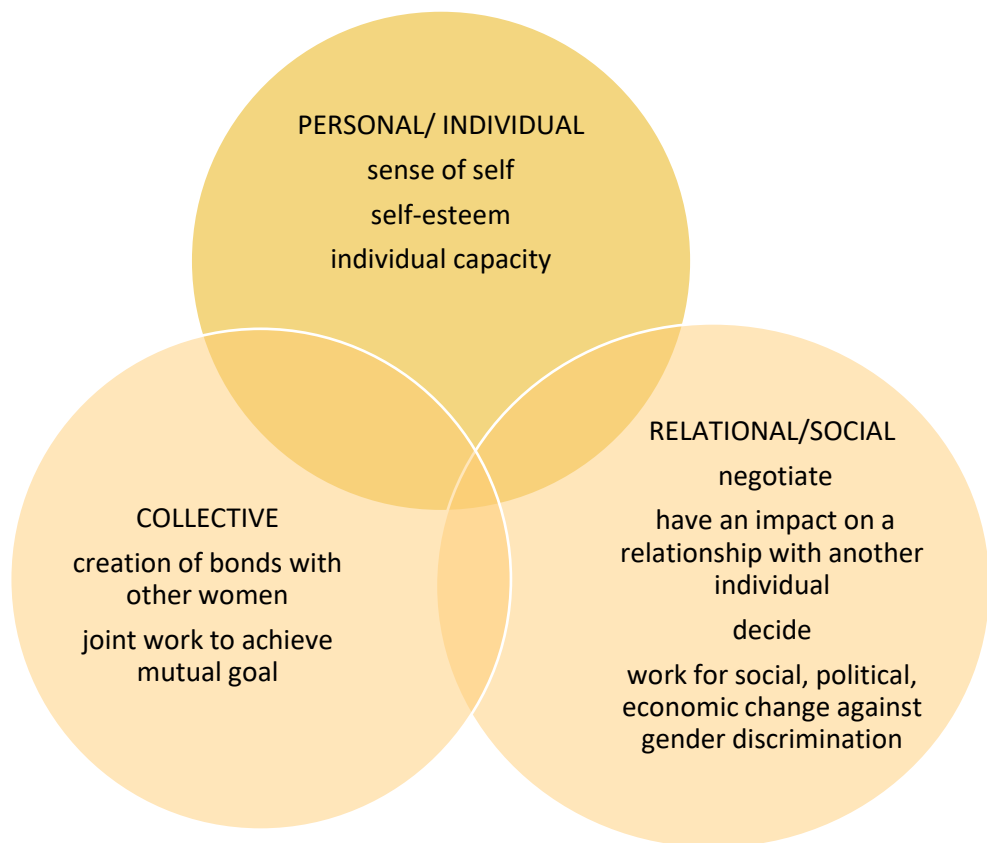 PERSONAL/ INDIVIDUAL
sense of self
self-esteem
individual capacity
COLLECTIVE
creation of bonds with
other women
joint work to achieve
mutual goal
RELATIONAL/SOCIAL
negotiate
have an impact on a
relationship with another
individual
decide
work for social, political,
economic change against
gender discrimination